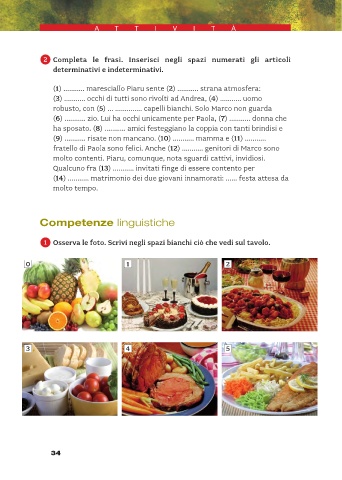 ATTIVITÀ
2 Completa le frasi. Inserisci negli spazi numerati gli articoli
determinativi e indeterminativi.
(1) ........... maresciallo Piaru sente (2) ........... strana atmosfera:
(3) ........... occhi di tutti sono rivolti ad Andrea, (4) ........... uomo
robusto, con (5) ... .............. capelli bianchi. Solo Marco non guarda
(6) ........... zio. Lui ha occhi unicamente per Paola, (7) ........... donna che
ha sposato. (8) ........... amici festeggiano la coppia con tanti brindisi e
(9) ........... risate non mancano. (10) ........... mamma e (11) ...........
fratello di Paola sono felici. Anche (12) ........... genitori di Marco sono
molto contenti. Piaru, comunque, nota sguardi cattivi, invidiosi.
Qualcuno fra (13) ........... invitati finge di essere contento per
(14) ........... matrimonio dei due giovani innamorati: ...... festa attesa da
molto tempo.
Competenze linguistiche
1 Osserva le foto. Scrivi negli spazi bianchi ciò che vedi sul tavolo.
0
1
2
3
4
5
34